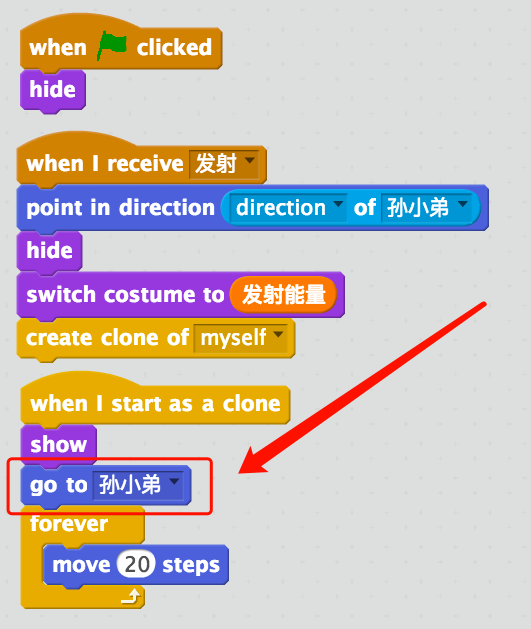 when clicked
hide
when I receive 发射
point in direction direction of 孙小弟
hide
switch costume to 发射能量
create clone of myself
when I start as a clone
show
go to 孙小弟
forever
move 20 steps